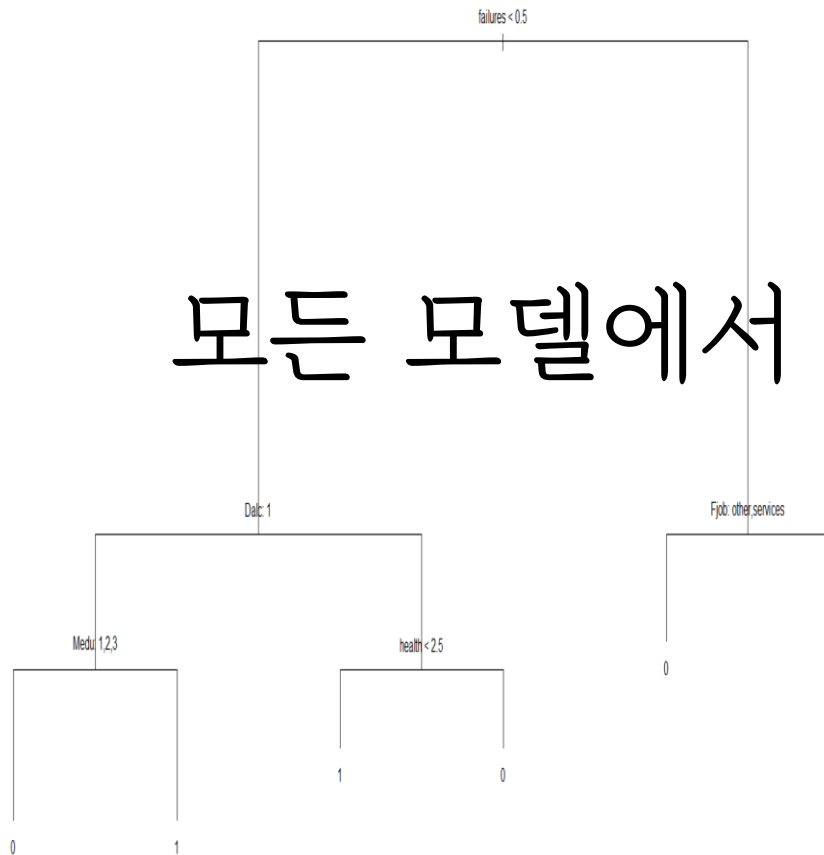 failures < 0.5
모든 모델에서
Dalc: 1
Fjob: other,services
Medu: 1,2,3
health < 2.5
0
1
0
0
1